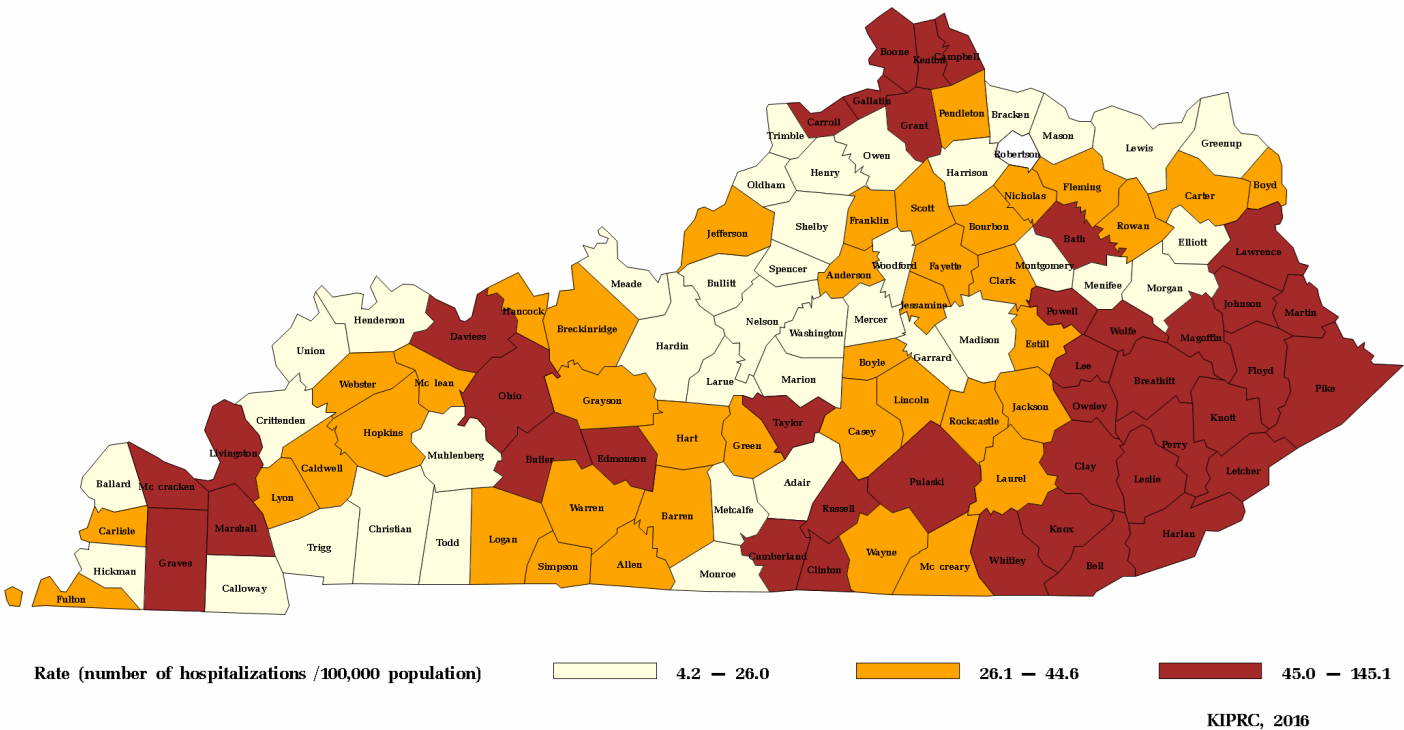 Boone
Kenton
Campbell
Gallatin
Carroll
Grant
Pendleton
Bracken
Trimble
Owen
Robertson
Mason
Lewis
Greenup
Henry
Harrison
Oldham
Nicholas
Fleming
Carter
Boyd
Scott
Franklin
Shelby
Bourbon
Rowan
Jefferson
Bath
Elliott
Lawrence
Woodford
Fayette
Montgomery
Spencer
Anderson
Clark
Menifee
Morgan
Meade
Bullitt
Jessamine
Powell
Johnson
Martin
Hancock
Henderson
Nelson
Mercer
Breckinridge
Washington
Wolfe
Daviess
Magoffin
Madison
Estill
Hardin
Union
Garrard
Boyle
Lee
Floyd
Larue
Marion
Breathitt
Webster
Mc lean
Pike
Ohio
Grayson
Lincoln
Jackson
Owsley
Knott
Crittenden
Taylor
Rockcastle
Hopkins
Casey
Hart
Green
Perry
Livingston
Muhlenberg
Butler
Edmonson
Caldwell
Clay
Letcher
Leslie
Laurel
Pulaski
Adair
Ballard
Mc cracken
Lyon
Warren
Russell
Metcalfe
Barren
Carlisle
Marshall
Christian
Knox
Harlan
Logan
Todd
Trigg
Wayne
Cumberland
Whitley
Graves
Allen
Simpson
Mc creary
Bell
Clinton
Monroe
Hickman
Calloway
Fulton
Rate (number of hospitalizations /100,000 population)
4.2 – 26.0
26.1 – 44.6
45.0 – 145.1
KIPRC, 2016